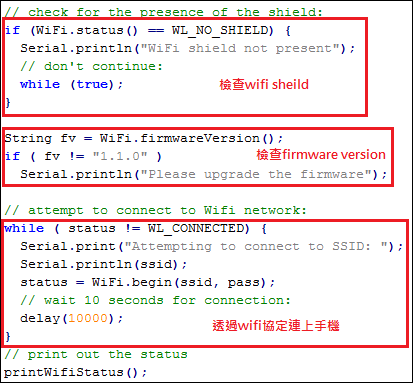 // check for the presence of the shield:
if (WiFi.status() == WL_NO_SHIELD) {
Serial.println("WiFi shield not present");
// don't continue:
while (true);
檢查wifi sheild
}
String fv = WiFi.firmwareVersion();
if ( fv != "1.1.0" )
檢查firmware version
Serial.println("Please upgrade the firmware");
// attempt to connect to Wifi network:
while ( status != WL_CONNECTED) {
Serial.print("Attempting to connect to SSID: ");
Serial.println(ssid);
status = WiFi.begin(ssid, pass);
// wait 10 seconds for connection:
delay(10000);
透過wifi協定連上手機
}
// print out the status
printWifiStatus();